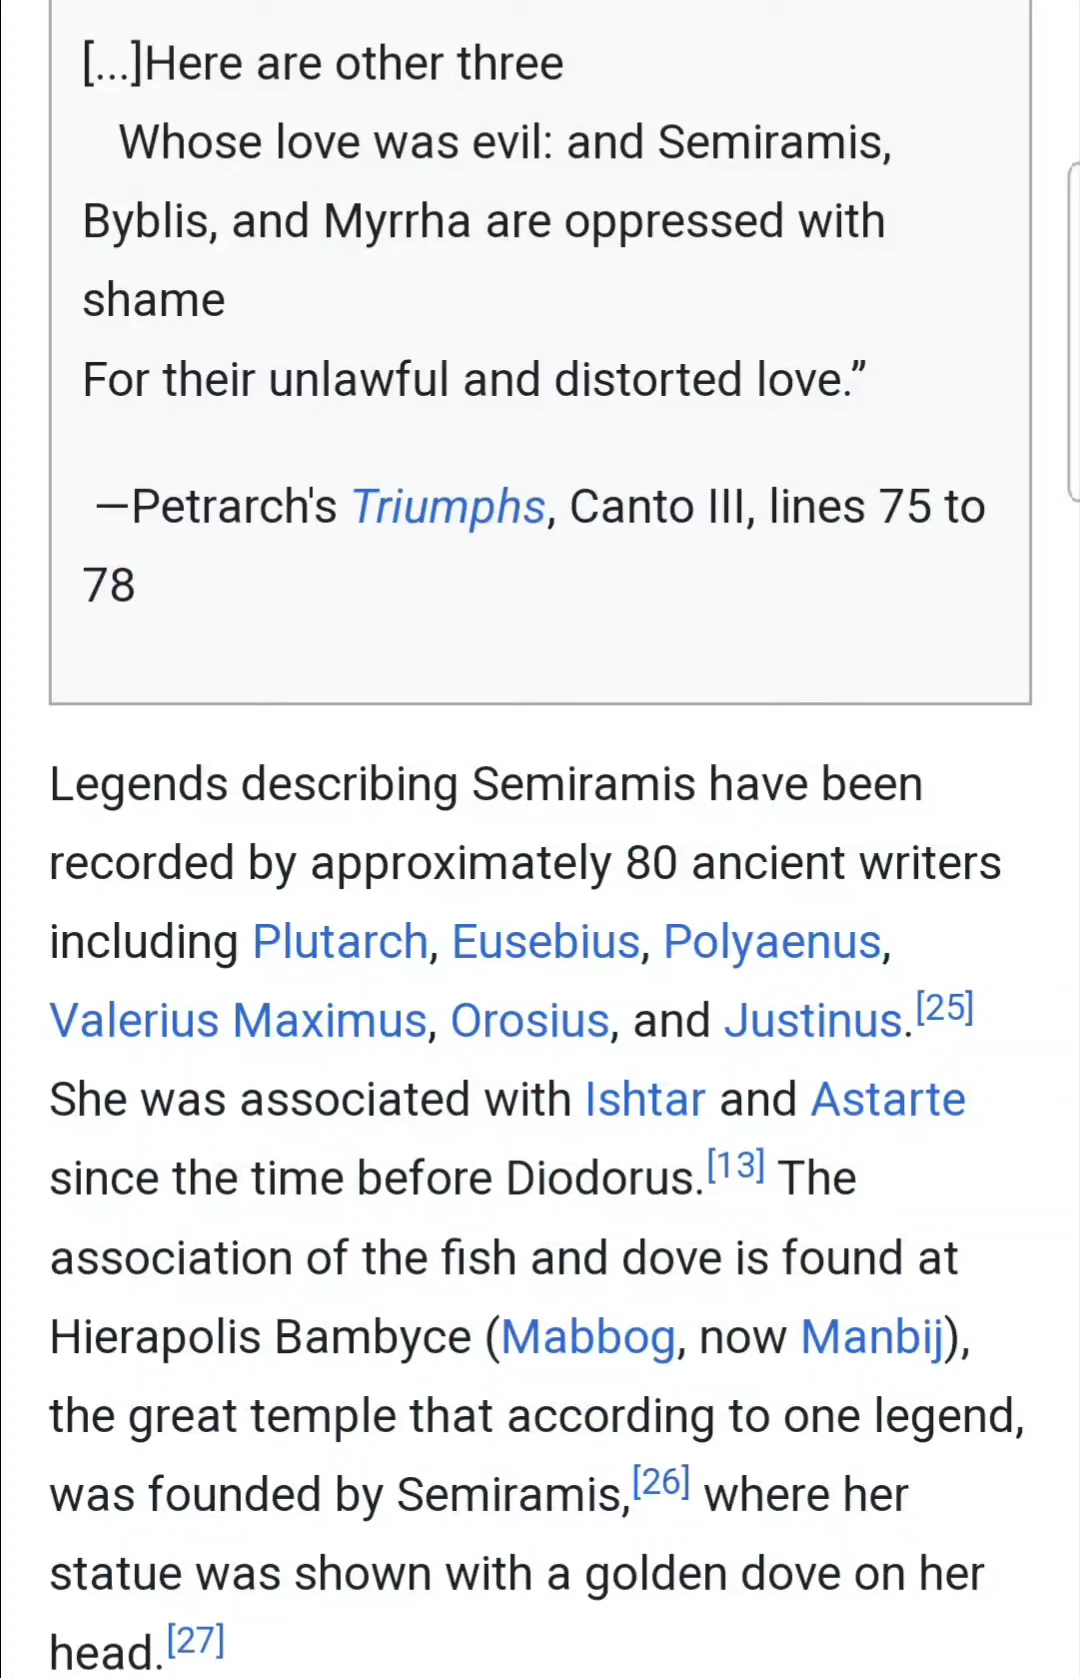 [...]Here are other three
Whose love was evil: and Semiramis,
Byblis, and Myrrha are oppressed with
shame
For their unlawful and distorted love.”
—Petrarch's Triumphs, Canto III, lines 75 to
78
Legends describing Semiramis have been
recorded by approximately 80 ancient writers
including Plutarch, Eusebius, Polyaenus,
Valerius Maximus, Orosius, and Justinus.[25]
She was associated with Ishtar and Astarte
since the time before Diodorus.[13] The
association of the fish and dove is found at
Hierapolis Bambyce (Mabbog, now Manbij),
the great temple that according to one legend,
was founded by Semiramis,[26] where her
statue was shown with a golden dove on her
head.[27]